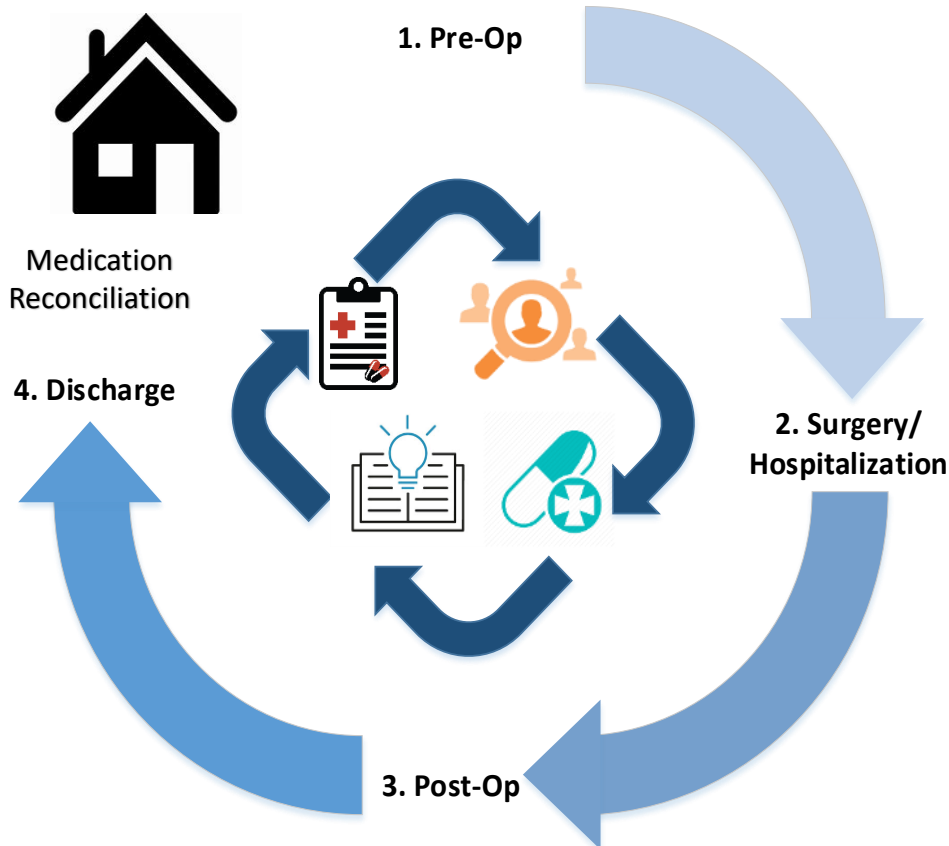 1. Pre-Op
Medication
Reconciliation
4. Discharge
2. Surgery/
Hospitalization
3. Post-Op